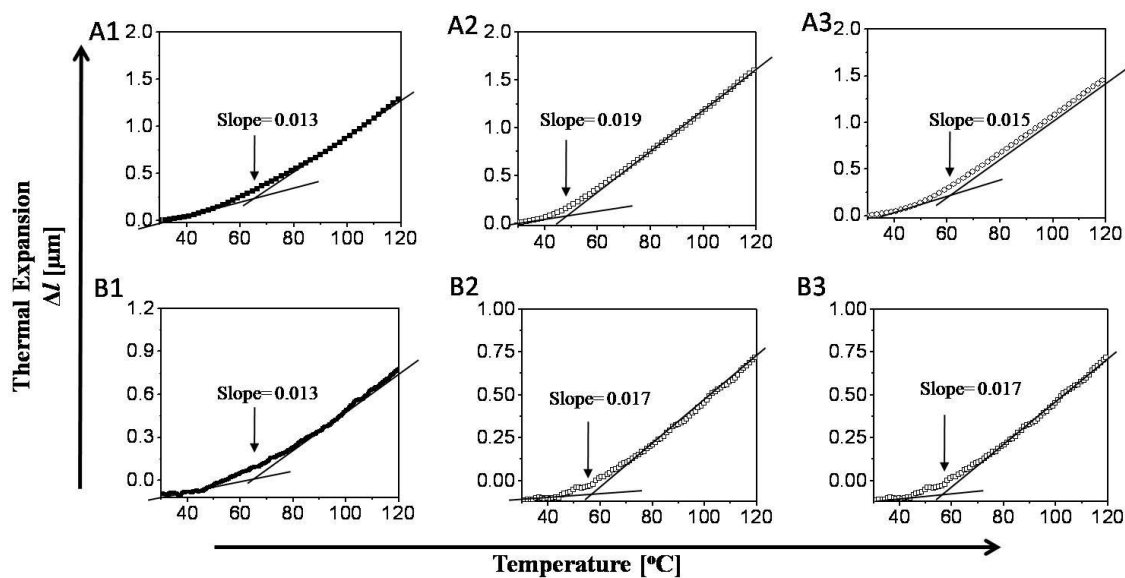 A1
2.0
1.5
1.0
0.5
0.0
Slope=0.013
40 60 80 100 120
A2
2.0
1.5
1.0
0.5
0.0
Slope=0.019
40 60 80 100 120
A3
2.0
1.5
1.0
0.5
0.0
Slope=0.015
40 60 80 100 120
Thermal Expansion
Δl [μm]
B1
1.2
0.9
0.6
0.3
0.0
Slope=0.013
40 60 80 100 120
B2
1.00
0.75
0.50
0.25
0.00
Slope=0.017
40 60 80 100 120
B3
1.00
0.75
0.50
0.25
0.00
Slope=0.017
40 60 80 100 120
Temperature [°C]